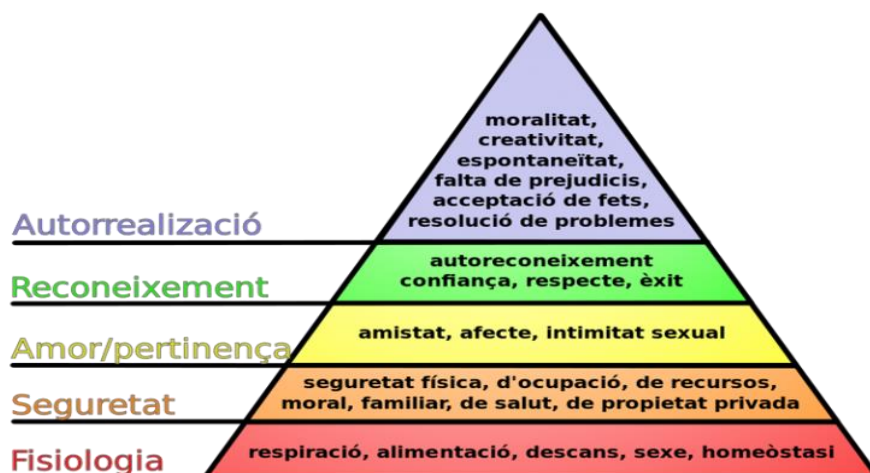 moralitat,
creativitat,
espontaneïtat,
falta de prejudicis,
acceptació de fets,
resolució de problemes
Autorrealització
autoreconeixement
confiança, respecte, èxit
Reconeixement
amistat, afecte, intimitat sexual
Amor/pertinença
seguretat física, d'ocupació, de recursos,
moral, familiar, de salut, de propietat privada
Seguretat
respiració, alimentació, descans, sexe, homeòstasi
Fisiologia